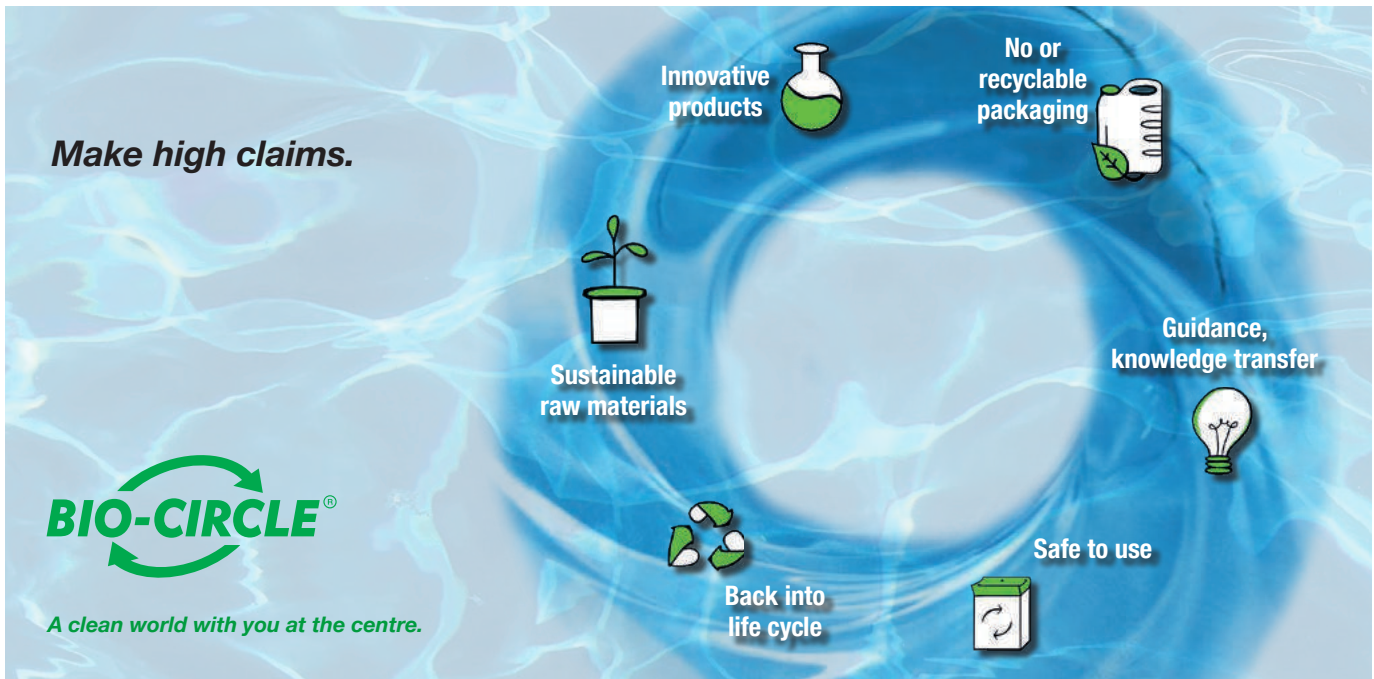 Make high claims.
Innovative
products
No or
recyclable
packaging
Guidance,
knowledge transfer
Safe to use
Back into
life cycle
Sustainable
raw materials
BIO-CIRCLE®
A clean world with you at the centre.